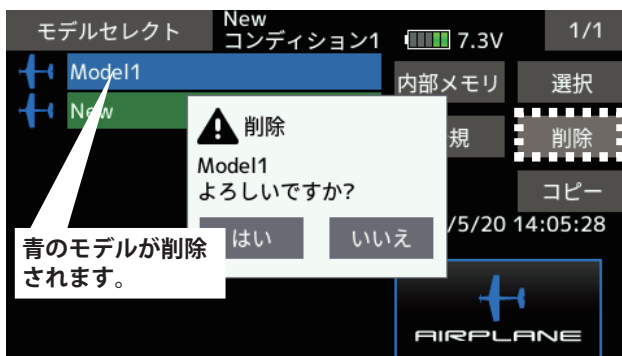 モデルセレクト
New
コンディション1
7.3V
1/1
Model1
New
内部メモリ
選択
規
削除
コピー
削除
Model1
よろしいですか?
はい
いいえ
/5/20 14:05:28
青のモデルが削除
されます。
AIRPLANE